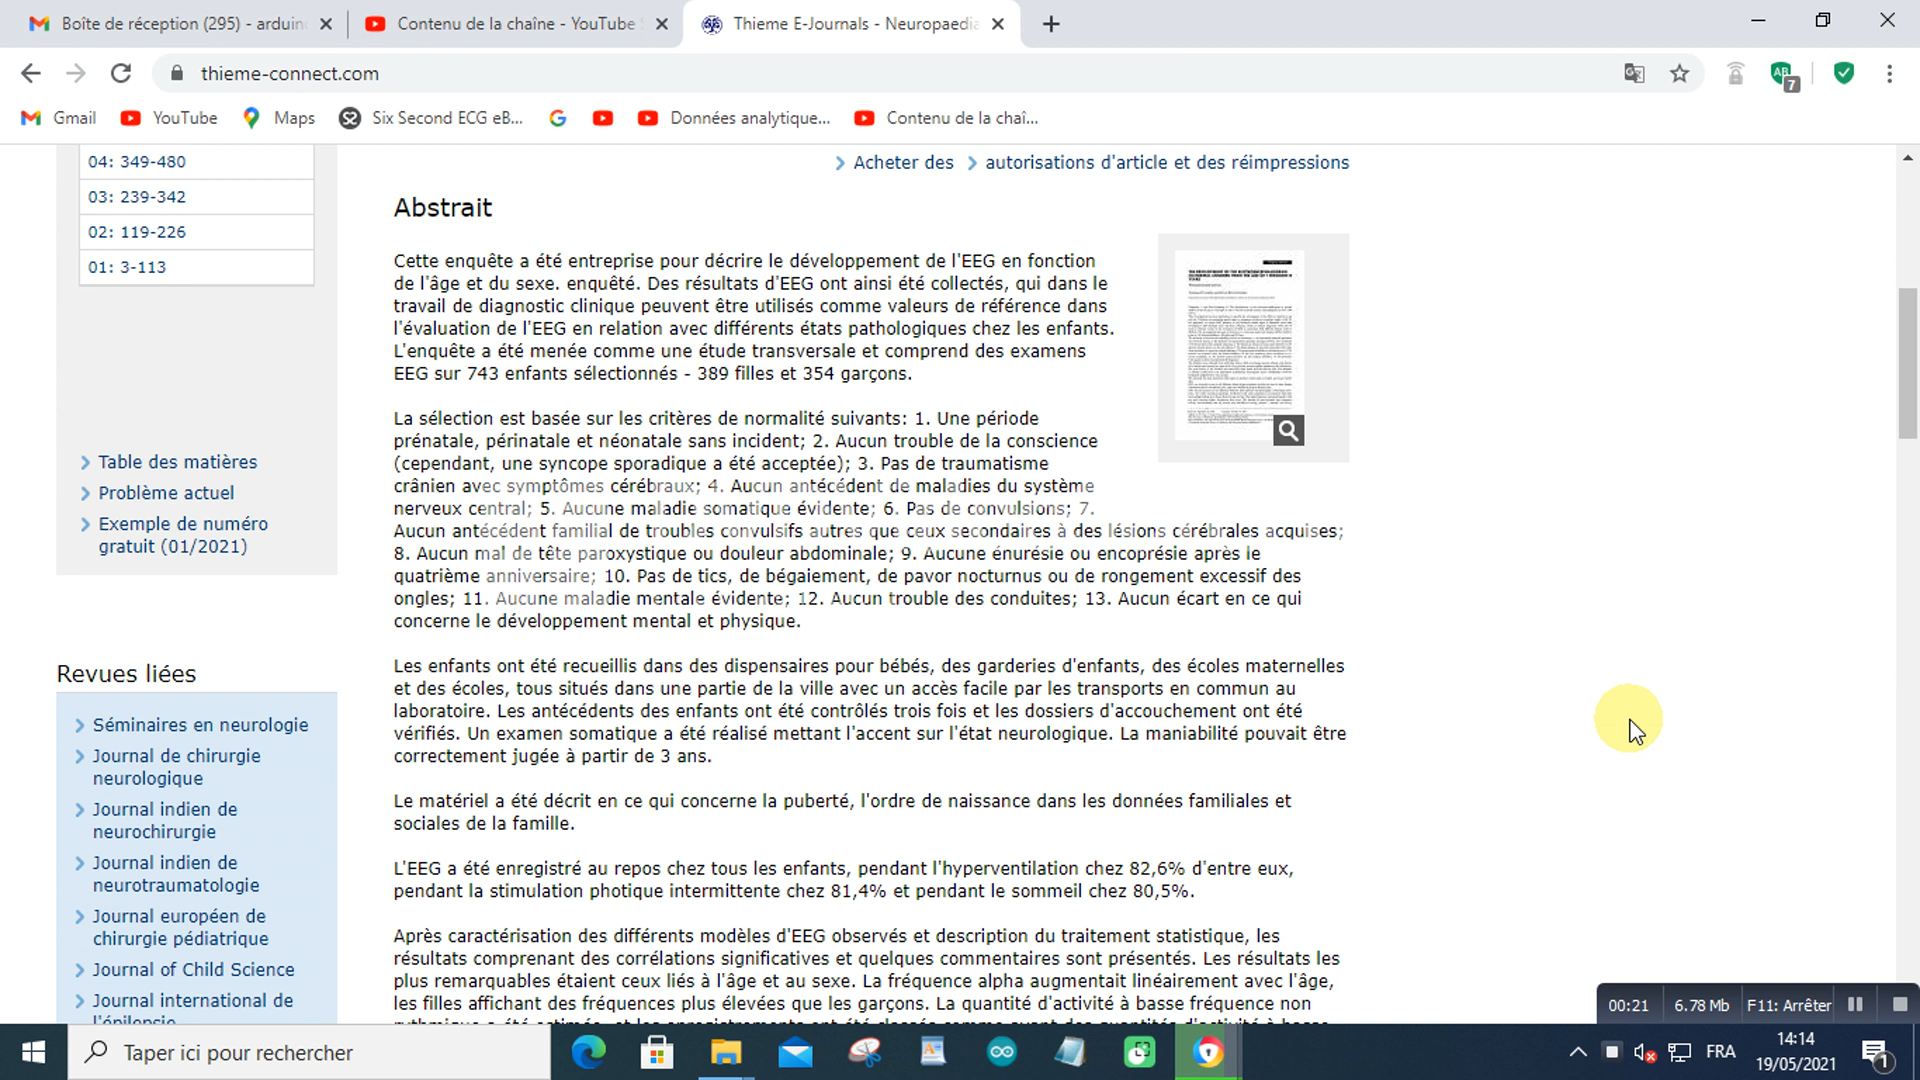 Boîte de réception (295) - arduin
Contenu de la chaîne - YouTube S
Thieme E-Journals - Neuropaedia
thieme-connect.com
AB
7
Gmail
YouTube
Maps
Six Second ECG eB...
Données analytique...
Contenu de la chaî...
04: 349-480
03: 239-342
02: 119-226
01: 3-113
Table des matières
Problème actuel
Exemple de numéro
gratuit (01/2021)
Revues liées
Séminaires en neurologie
Journal de chirurgie
neurologique
Journal indien de
neurochirurgie
Journal indien de
neurotraumatologie
Journal européen de
chirurgie pédiatrique
Journal of Child Science
Journal international de
l'épilepsie
Acheter des autorisations d'article et des réimpressions
Abstrait
Cette enquête a été entreprise pour décrire le développement de l'EEG en fonction
de l'âge et du sexe. enquêté. Des résultats d'EEG ont ainsi été collectés, qui dans le
travail de diagnostic clinique peuvent être utilisés comme valeurs de référence dans
l'évaluation de l'EEG en relation avec différents états pathologiques chez les enfants.
L'enquête a été menée comme une étude transversale et comprend des examens
EEG sur 743 enfants sélectionnés - 389 filles et 354 garçons.
La sélection est basée sur les critères de normalité suivants: 1. Une période
prénatale, périnatale et néonatale sans incident; 2. Aucun trouble de la conscience
(cependant, une syncope sporadique a été acceptée); 3. Pas de traumatisme
crânien avec symptômes cérébraux; 4. Aucun antécédent de maladies du système
nerveux central; 5. Aucune maladie somatique évidente; 6. Pas de convulsions; 7.
Aucun antécédent familial de troubles convulsifs autres que ceux secondaires à des lésions cérébrales acquises;
8. Aucun mal de tête paroxystique ou douleur abdominale; 9. Aucune énurésie ou encoprésie après le
quatrième anniversaire; 10. Pas de tics, de bégaiement, de pavor nocturnus ou de rongement excessif des
ongles; 11. Aucune maladie mentale évidente; 12. Aucun trouble des conduites; 13. Aucun écart en ce qui
concerne le développement mental et physique.
Les enfants ont été recueillis dans des dispensaires pour bébés, des garderies d'enfants, des écoles maternelles
et des écoles, tous situés dans une partie de la ville avec un accès facile par les transports en commun au
laboratoire. Les antécédents des enfants ont été contrôlés trois fois et les dossiers d'accouchement ont été
vérifiés. Un examen somatique a été réalisé mettant l'accent sur l'état neurologique. La maniabilité pouvait être
correctement jugée à partir de 3 ans.
Le matériel a été décrit en ce qui concerne la puberté, l'ordre de naissance dans les données familiales et
sociales de la famille.
L'EEG a été enregistré au repos chez tous les enfants, pendant l'hyperventilation chez 82,6% d'entre eux,
pendant la stimulation photique intermittente chez 81,4% et pendant le sommeil chez 80,5%.
Après caractérisation des différents modèles d'EEG observés et description du traitement statistique, les
résultats comprenant des corrélations significatives et quelques commentaires sont présentés. Les résultats les
plus remarquables étaient ceux liés à l'âge et au sexe. La fréquence alpha augmentait linéairement avec l'âge,
les filles affichant des fréquences plus élevées que les garçons. La quantité d'activité à basse fréquence non
00:21
6.78 Mb
F11: Arrêter
Taper ici pour rechercher
FRA
14:14
19/05/2021
1